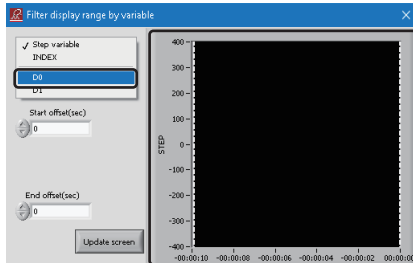 Filter display range by variable
✓ Step variable
INDEX
D0
D1
Start offset(sec)
0
End offset(sec)
0
Update screen
STEP
400
300
200
100
0
-100
-200
-300
-400
-00:00:10 -00:00:08 -00:00:06 -00:00:04 -00:00:02 00:00:00